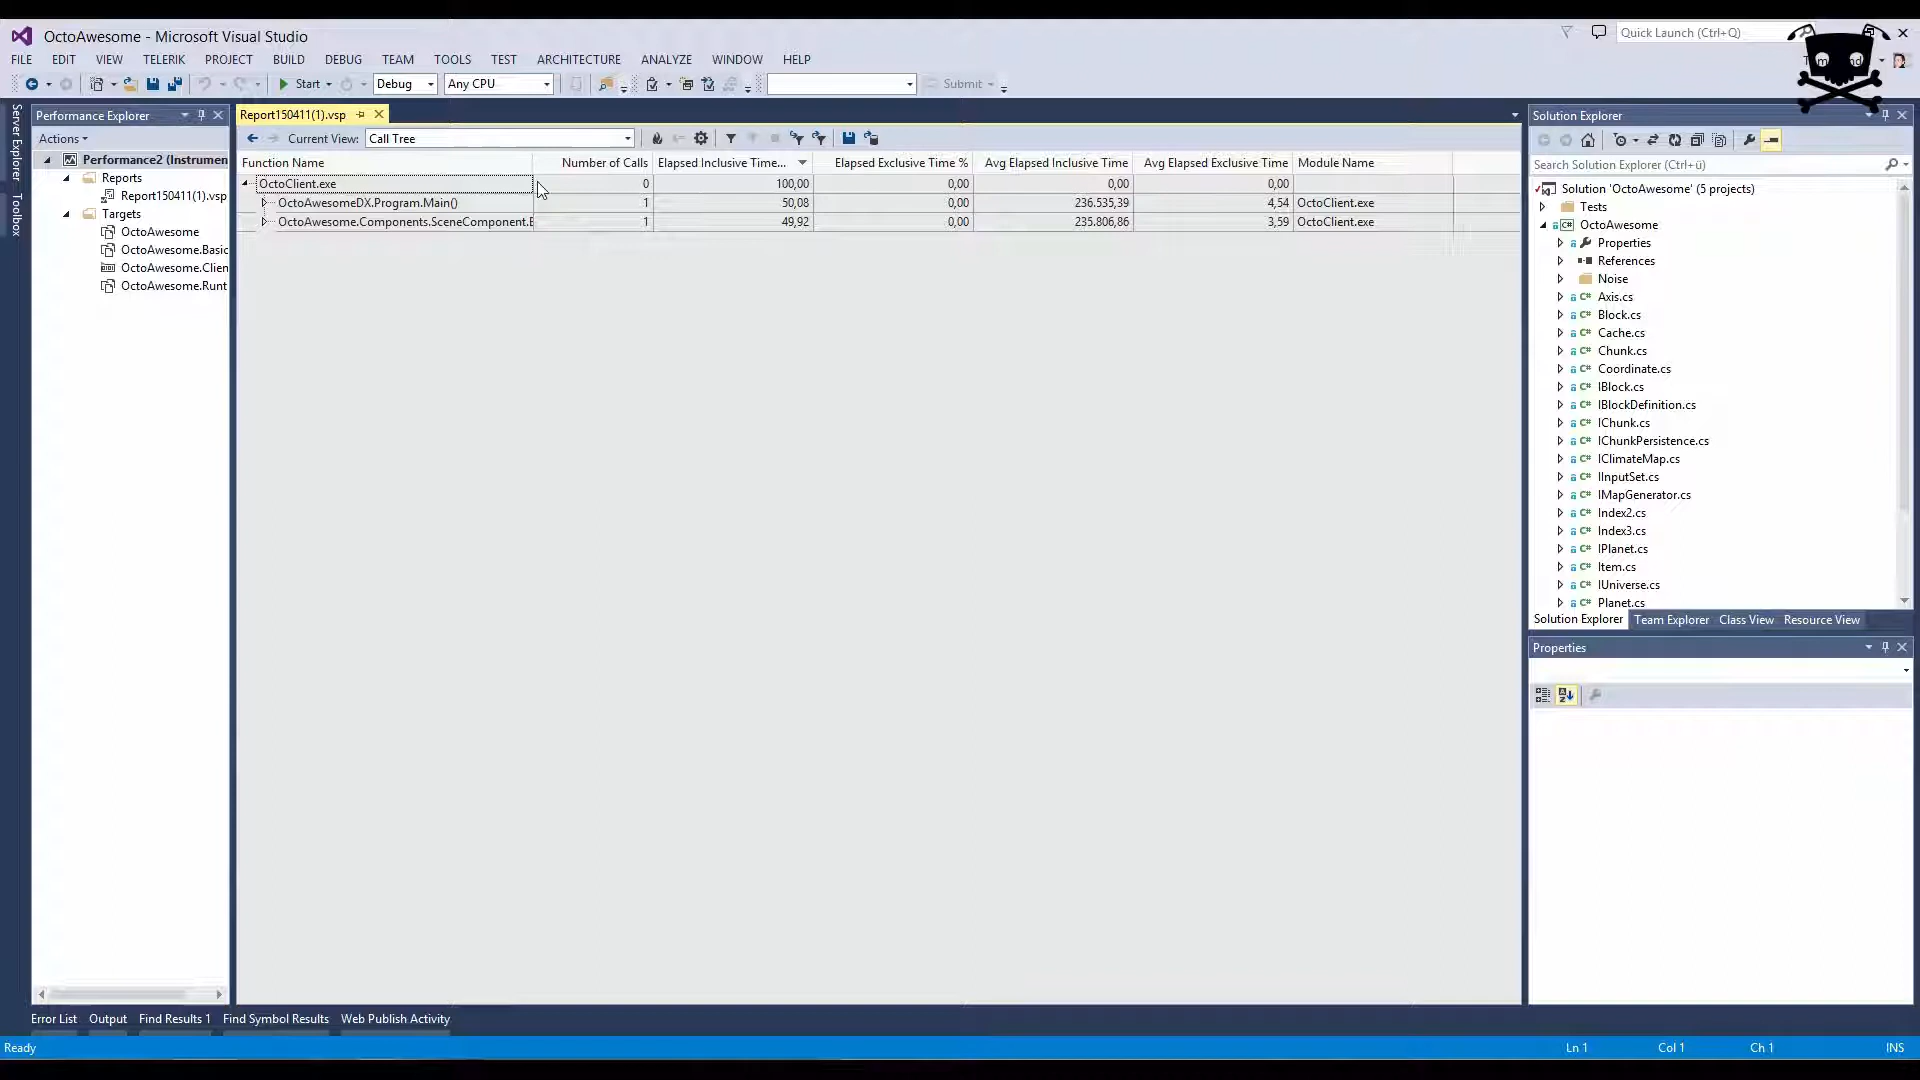 OctoAwesome - Microsoft Visual Studio
Quick Launch (Ctrl+Q)
FILE EDIT VIEW TELERIK PROJECT BUILD DEBUG TEAM TOOLS TEST ARCHITECTURE ANALYZE WINDOW HELP
Start Debug Any CPU Submit
Server Explorer
Toolbox
Performance Explorer
Actions
Performance2 (Instrumen
Reports
Report150411(1).vsp
Targets
OctoAwesome
OctoAwesome.Basic
OctoAwesome.Clien
OctoAwesome.Runt
Report150411(1).vsp
Current View: Call Tree
Function Name Number of Calls Elapsed Inclusive Time... Elapsed Exclusive Time % Avg Elapsed Inclusive Time Avg Elapsed Exclusive Time Module Name
OctoClient.exe 0 100,00 0,00 0,00 0,00
OctoAwesomeDX.Program.Main() 1 50,08 0,00 236.535,39 4,54 OctoClient.exe
OctoAwesome.Components.SceneComponent.E 1 49,92 0,00 235.806,86 3,59 OctoClient.exe
Solution Explorer
Search Solution Explorer (Ctrl+ü)
Solution 'OctoAwesome' (5 projects)
Tests
OctoAwesome
Properties
References
Noise
Axis.cs
Block.cs
Cache.cs
Chunk.cs
Coordinate.cs
IBlock.cs
IBlockDefinition.cs
IChunk.cs
IChunkPersistence.cs
IClimateMap.cs
IInputSet.cs
IMapGenerator.cs
Index2.cs
Index3.cs
IPlanet.cs
Item.cs
IUniverse.cs
Planet.cs
Solution Explorer Team Explorer Class View Resource View
Properties
Error List Output Find Results 1 Find Symbol Results Web Publish Activity
Ready Ln 1 Col 1 Ch 1 INS